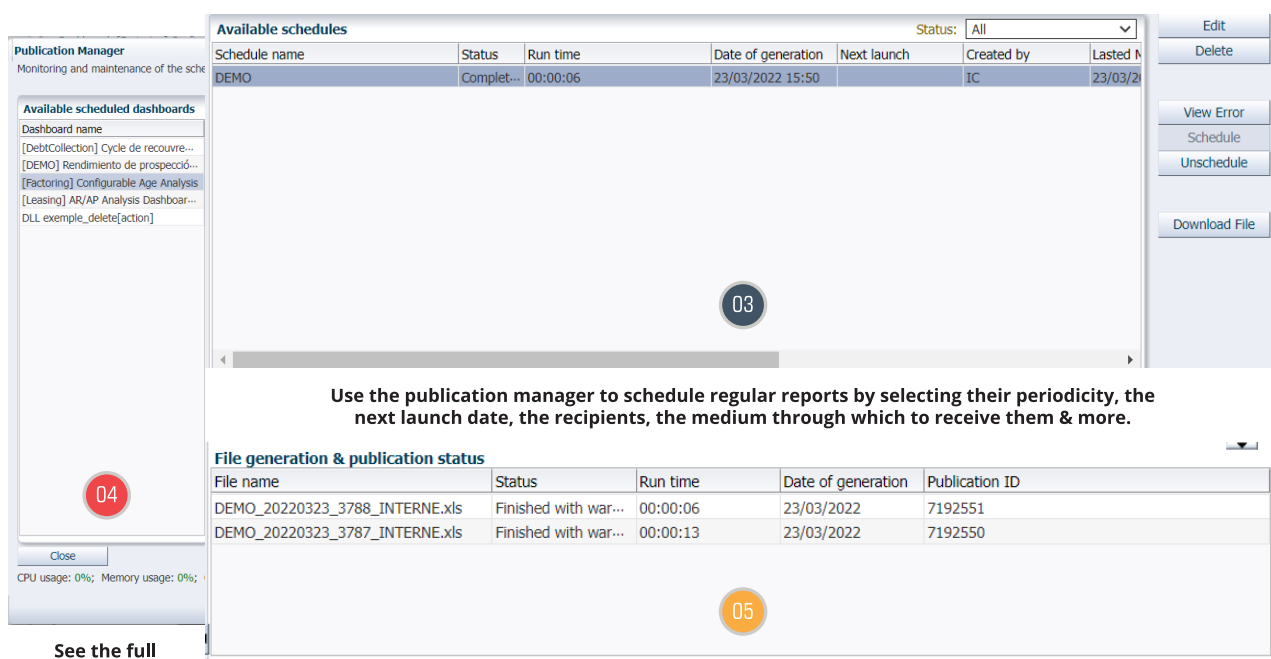 Publication Manager
Monitoring and maintenance of the sche
Available scheduled dashboards
Dashboard name
[DebtCollection] Cycle de recouvre...
[DEMO] Rendimiento de prospecció...
[Factoring] Configurable Age Analysis
[Leasing] AR/AP Analysis Dashboar...
DLL exemple_delete[action]
04
Close
CPU usage: 0%; Memory usage: 0%;
See the full
Available schedules
Status: All
Schedule name Status Run time Date of generation Next launch Created by Lasted
DEMO Complet... 00:00:06 23/03/2022 15:50 IC 23/03/20
03
Edit
Delete
View Error
Schedule
Unschedule
Download File
Use the publication manager to schedule regular reports by selecting their periodicity, the
next launch date, the recipients, the medium through which to receive them & more.
File generation & publication status
File name Status Run time Date of generation Publication ID
DEMO_20220323_3788_INTERNE.xls Finished with war... 00:00:06 23/03/2022 7192551
DEMO_20220323_3787_INTERNE.xls Finished with war... 00:00:13 23/03/2022 7192550
05